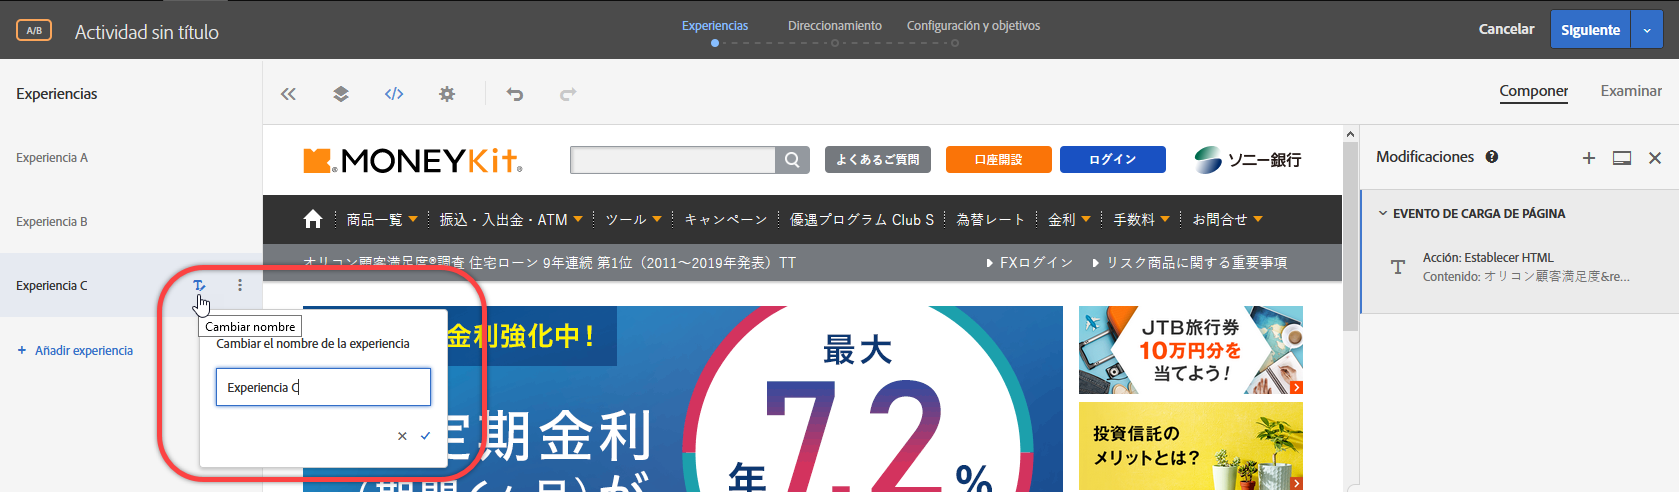 A/B
Actividad sin título
Experiencias
Direccionamiento
Configuración y objetivos
Cancelar
Siguiente
Experiencias
</>
Componer
Examinar
Experiencia A
Experiencia B
Experiencia C
Cambiar nombre
+ Añadir experiencia
Cambiar el nombre de la experiencia
Experiencia C
MONEYKit
よくあるご質問
口座開設
ログイン
ソニー銀行
商品一覧
振込・入出金・ATM
ツール
キャンペーン
優遇プログラム Club S
為替レート
金利
手数料
お問合せ
オリコン顧客満足度®調査 住宅ローン 9年連続 第1位（2011～2019年発表）TT
FXログイン
リスク商品に関する重要事項
金利強化中！
定期金利
最大
年7.2%
JTB旅行券
10万円分を
当てよう！
投資信託の
メリットとは？
Modificaciones
EVENTO DE CARGA DE PÁGINA
Acción: Establecer HTML
Contenido: オリコン顧客満足度&re...